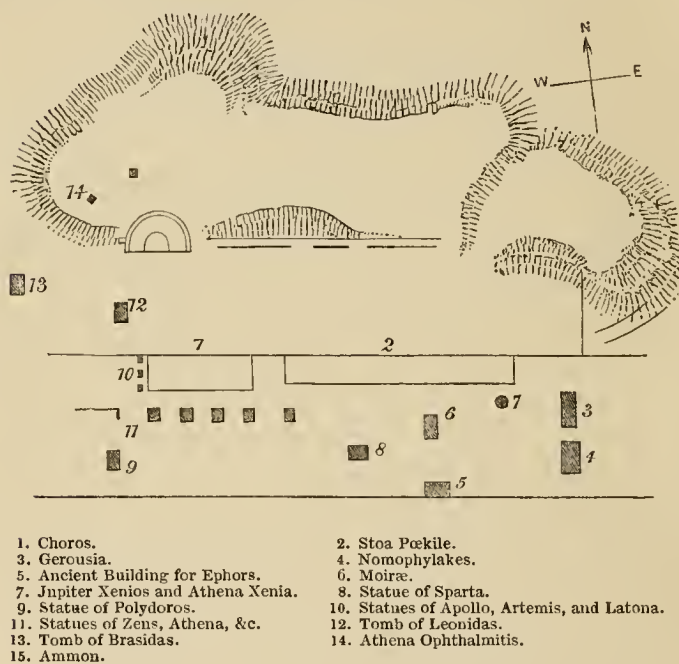 N
W E
14
13
12
7 2
10
11
6 7 3
8
9
4
5
1. Choros. 2. Stoa Pœkile.
3. Gerousia. 4. Nomophylakes.
5. Ancient Building for Ephors. 6. Moiræ.
7. Jupiter Xenios and Athena Xenia. 8. Statue of Sparta.
9. Statue of Polydoros. 10. Statues of Apollo, Artemis, and Latona.
11. Statues of Zens, Athena, &c. 12. Tomb of Leonidas.
13. Tomb of Brasidas. 14. Athena Ophthalmitis.
15. Ammon.